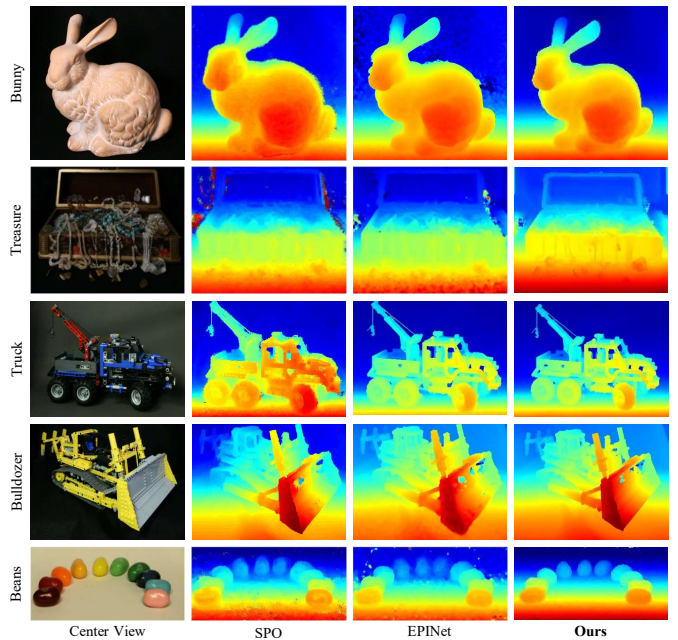 Bunny
Treasure
Truck
Bulldozer
Beans
Center View SPO EPINet Ours